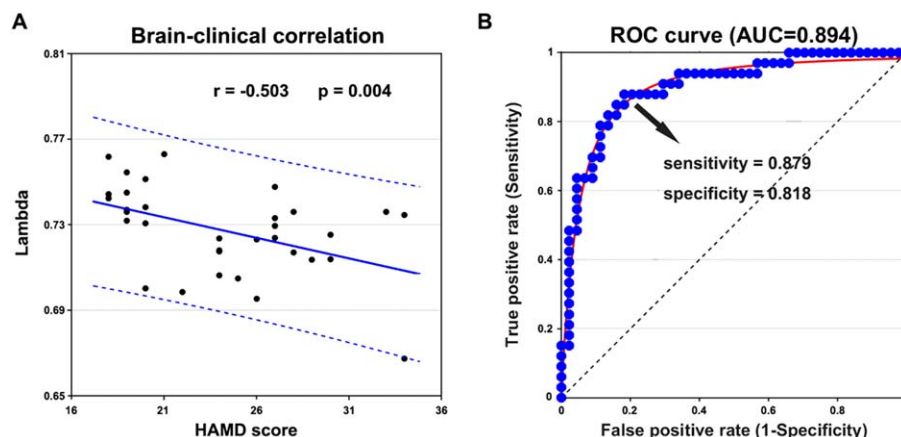 A
Brain-clinical correlation
0.81
0.77
0.73
0.69
0.65
Lambda
r = -0.503 p = 0.004
16 21 26 31 36
HAMD score
B
ROC curve (AUC=0.894)
1
0.8
0.6
0.4
0.2
0
True positive rate (Sensitivity)
sensitivity = 0.879
specificity = 0.818
0 0.2 0.4 0.6 0.8
False positive rate (1-Specificity)